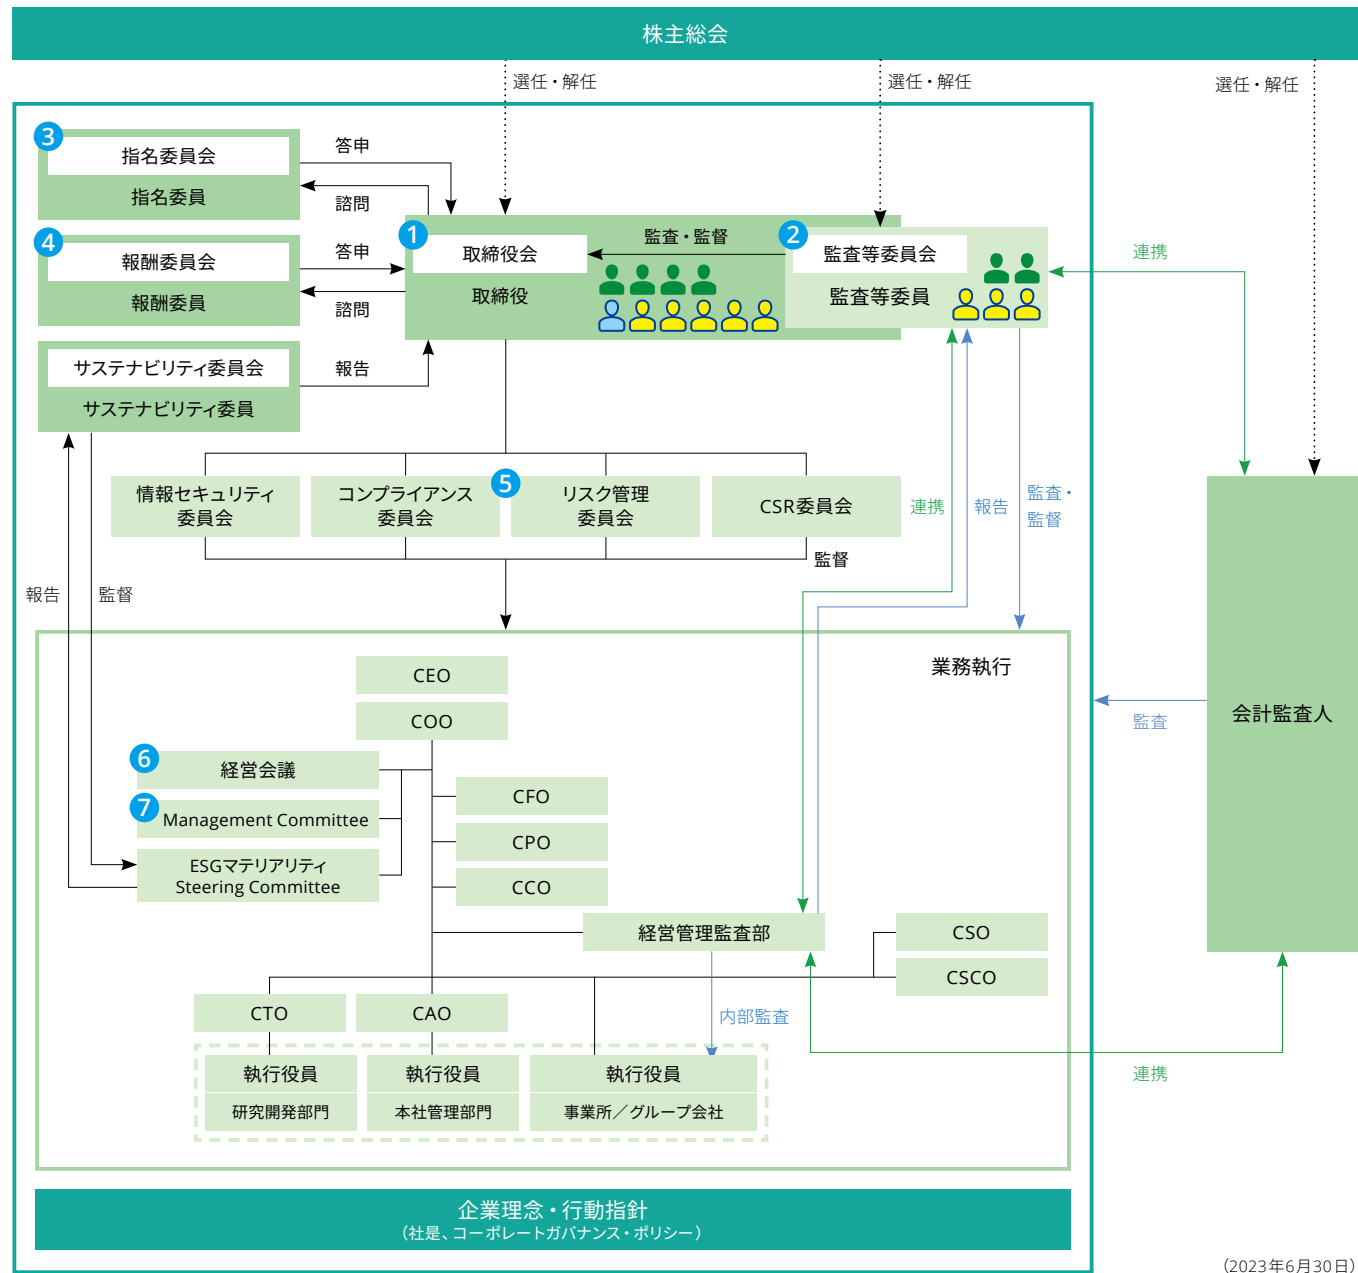 株主総会
選任・解任
選任・解任
選任・解任
3
指名委員会
指名委員
答申
諮問
4
報酬委員会
報酬委員
答申
諮問
1
取締役会
取締役
監査・監督
2
監査等委員会
監査等委員
連携
サステナビリティ委員会
サステナビリティ委員
報告
情報セキュリティ
委員会
コンプライアンス
委員会
5
リスク管理
委員会
CSR委員会
監督
連携
報告
監査・
監督
報告
監督
業務執行
CEO
COO
6
経営会議
7
Management Committee
ESGマテリアリティ
Steering Committee
CFO
CPO
CCO
経営管理監査部
CSO
CSCO
CTO
CAO
内部監査
執行役員
研究開発部門
執行役員
本社管理部門
執行役員
事業所／グループ会社
会計監査人
監査
連携
企業理念・行動指針
（社是、コーポレートガバナンス・ポリシー）
（2023年6月30日）